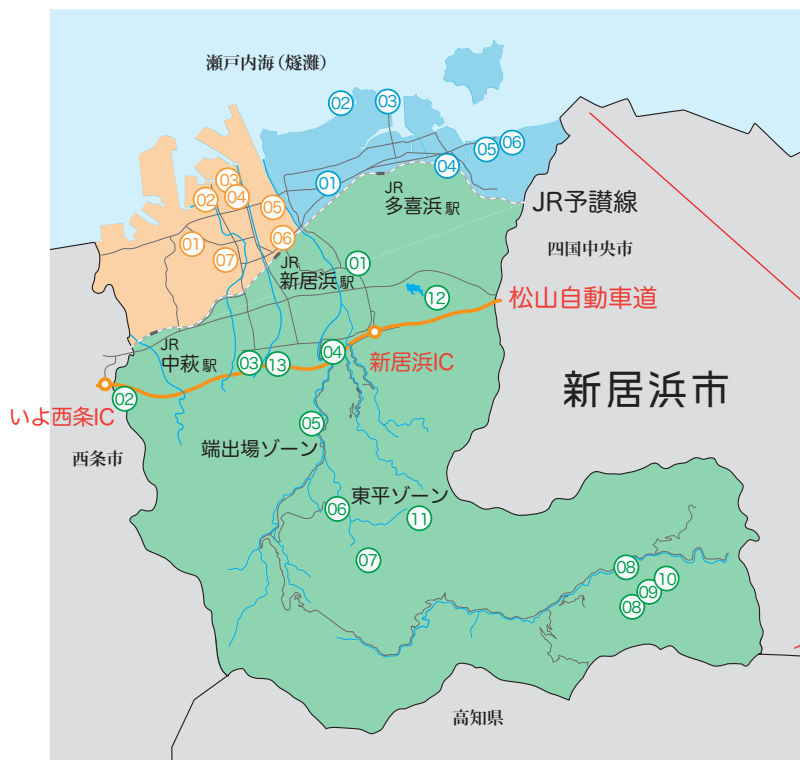 瀬戸内海(燧灘)
02
03
06
05
04
01
03
02
04
05
01
06
07
JR
多喜浜駅
JR予讃線
四国中央市
JR
新居浜駅
01
12
松山自動車道
JR
中萩駅
03
13
04
新居浜IC
新居浜市
02
いよ西条IC
西条市
05
端出場ゾーン
東平ゾーン
06
11
07
08
10
09
08
高知県